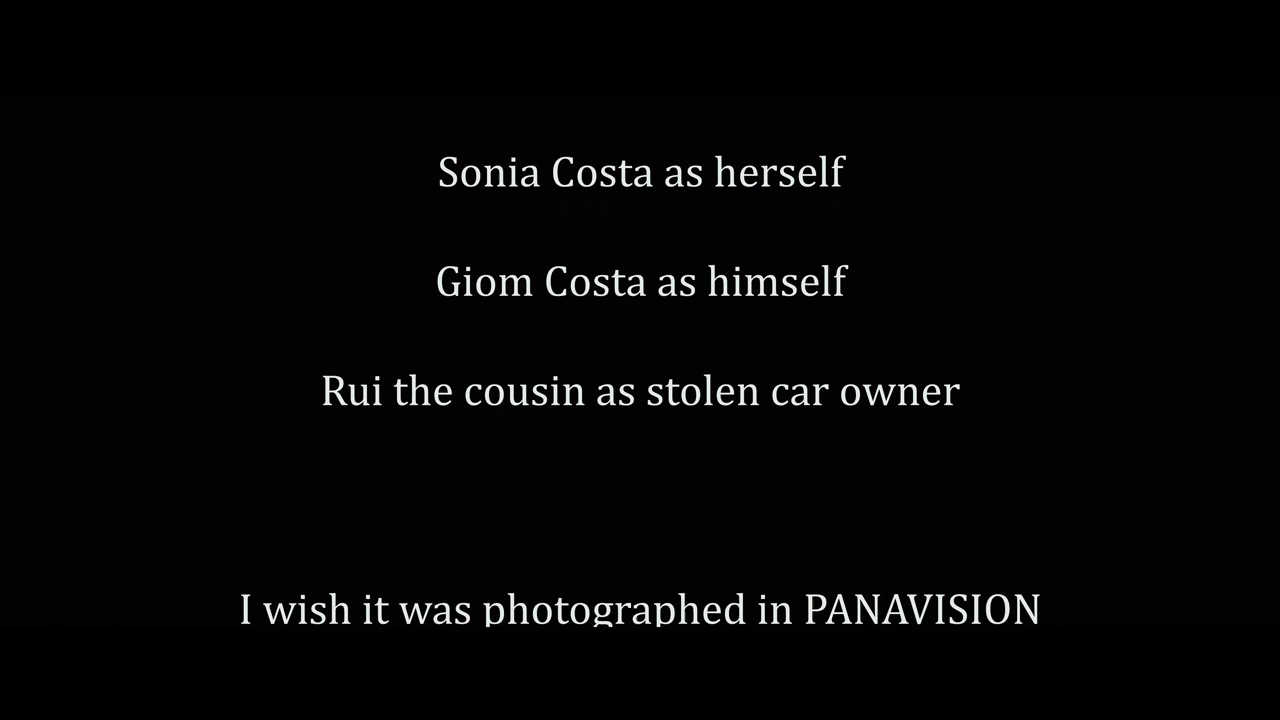 Sonia Costa as herself
Giom Costa as himself
Rui the cousin as stolen car owner
I wish it was photographed in PANAVISION